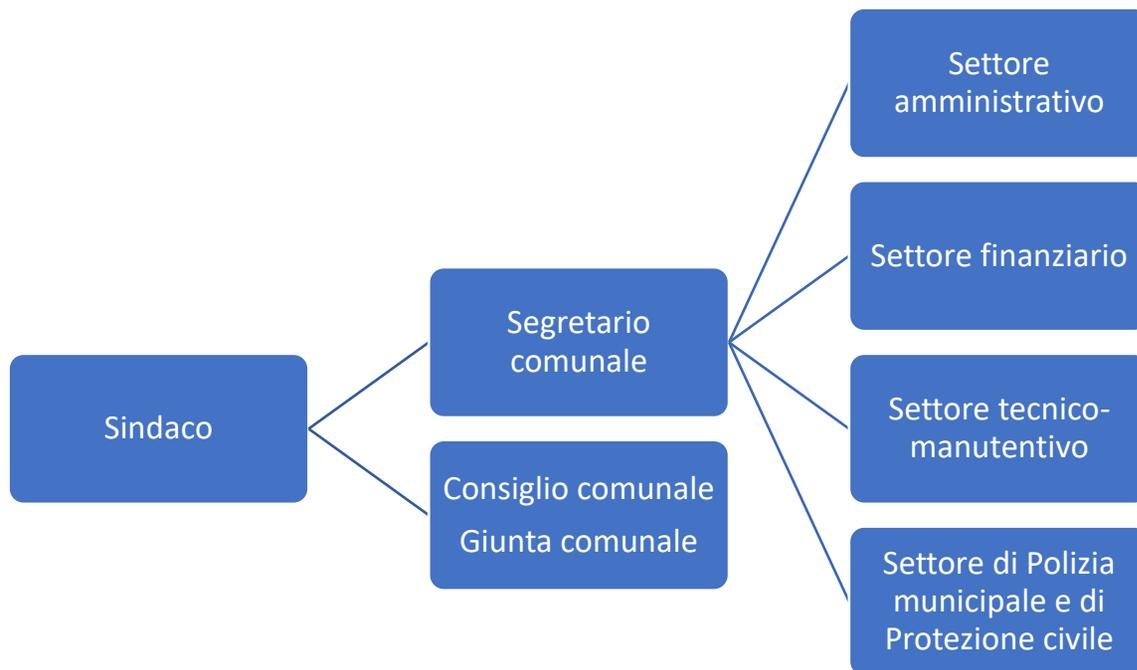 Sindaco
Segretario
comunale
Consiglio comunale
Giunta comunale
Settore
amministrativo
Settore finanziario
Settore tecnico-
manutentivo
Settore di Polizia
municipale e di
Protezione civile